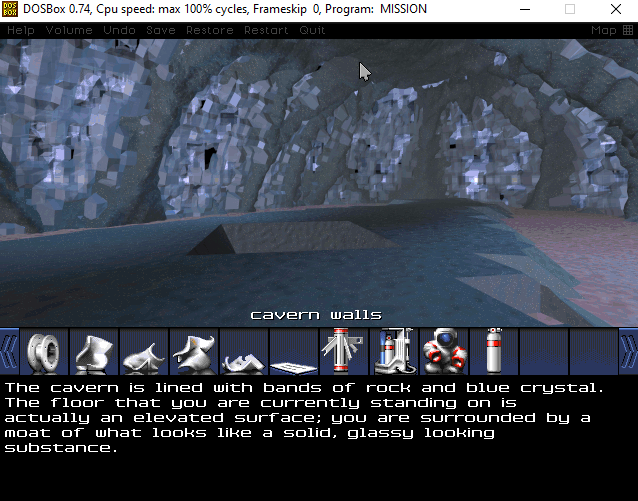 DOS
BOX
DOSBox 0.74, Cpu speed: max 100% cycles, Frameskip 0, Program: MISSION
Help Volume Undo Save Restore Restart Quit Map
cavern walls
The cavern is lined with bands of rock and blue crystal.
The floor that you are currently standing on is
actually an elevated surface; you are surrounded by a
moat of what looks like a solid, glassy looking
substance.